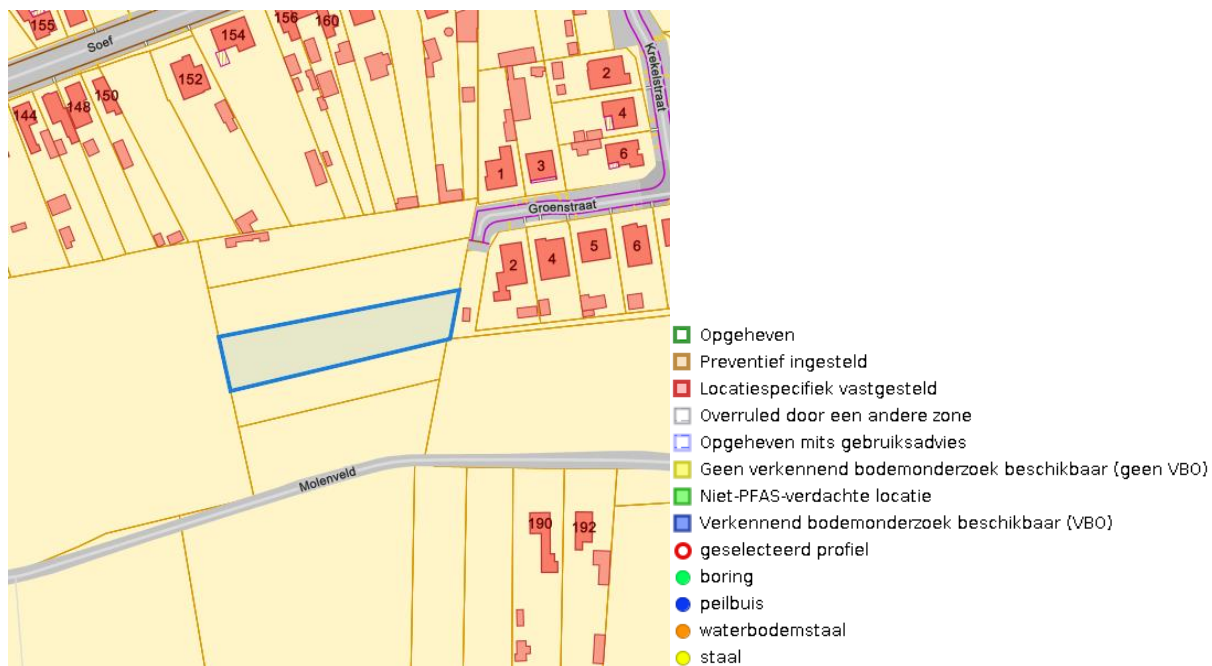 155
Soef
154
156
160
152
150
148
144
Krekelstraat
2
4
6
1
3
Groenstraat
2
4
5
6
Molenveld
190
192
Opgeheven
Preventief ingesteld
Locatiespecifiek vastgesteld
Overruled door een andere zone
Opgeheven mits gebruiksadvies
Geen verkennend bodemonderzoek beschikbaar (geen VBO)
Niet-PFAS-verdachte locatie
Verkennend bodemonderzoek beschikbaar (VBO)
geselecteerd profiel
boring
peilbuis
waterbodemstaal
staal